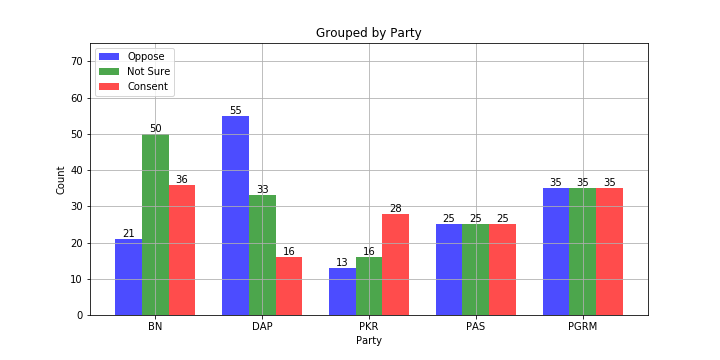 Grouped by Party
Oppose
Not Sure
Consent
Count
70
60
50
40
30
20
10
0
21
50
36
55
33
16
13
16
28
25
25
25
35
35
35
BN
DAP
PKR
PAS
PGRM
Party